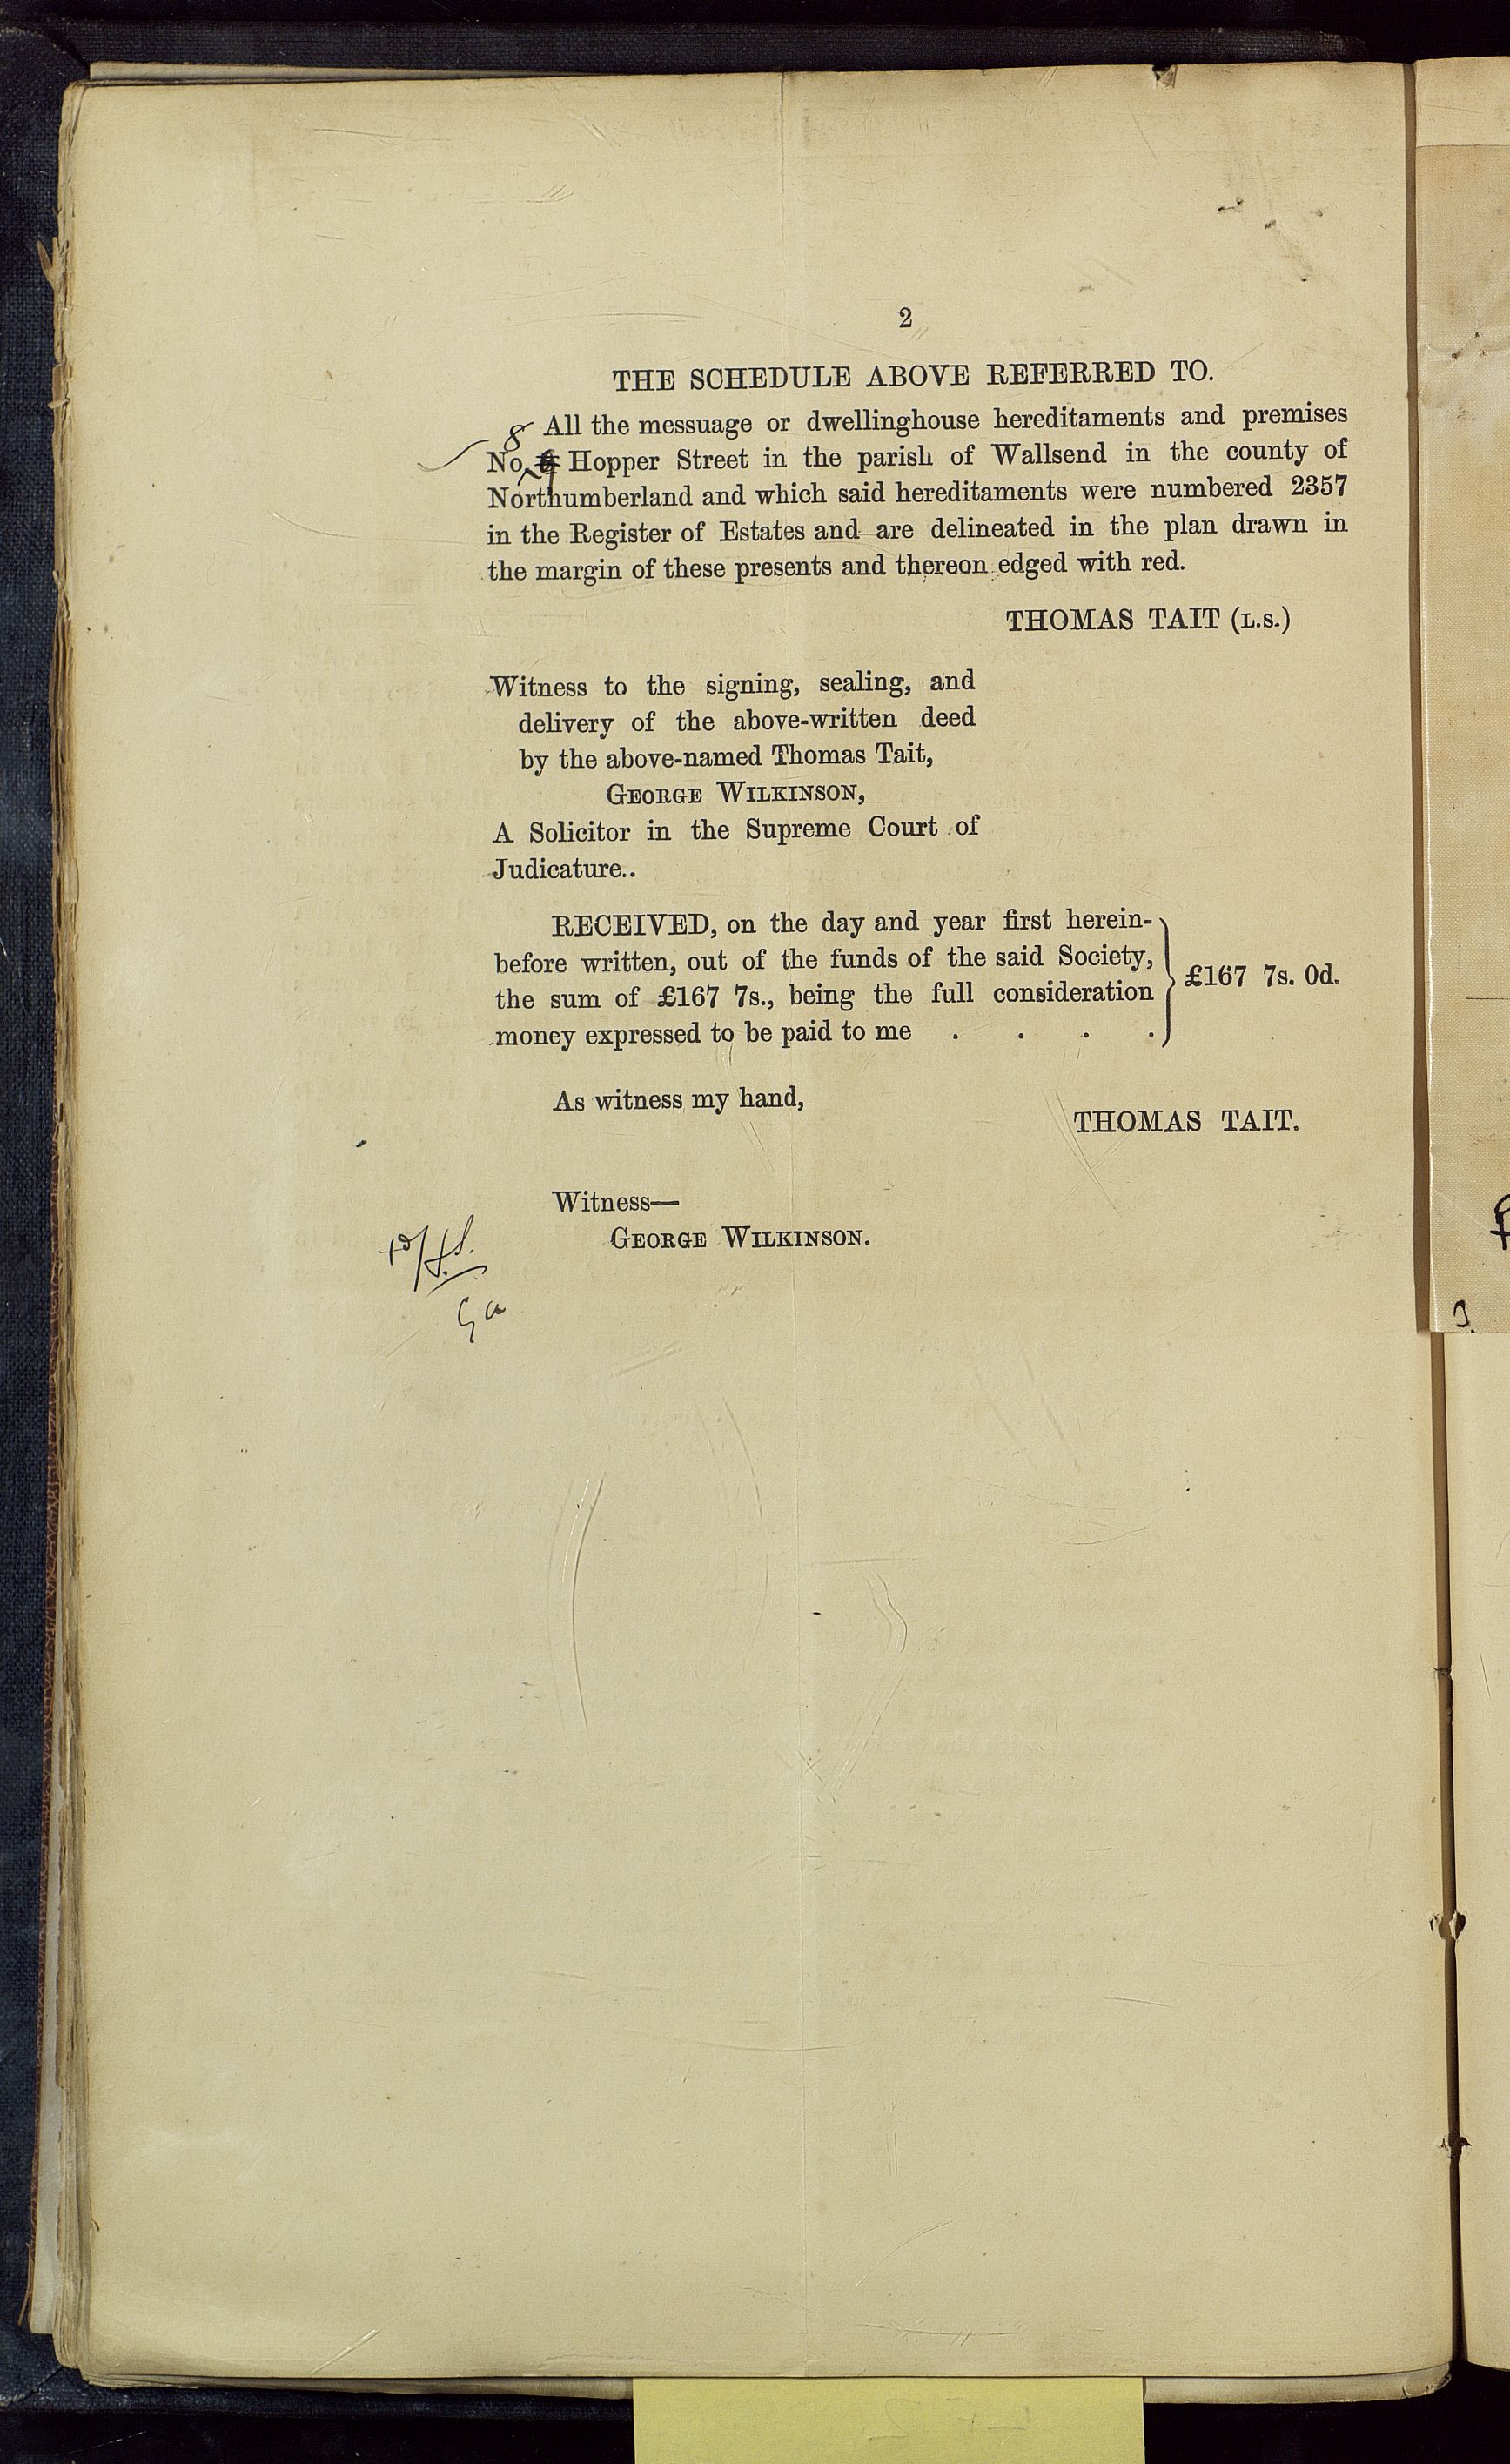 2
THE SCHEDULE ABOVE REFERRED TO.
All the messuage or dwellinghouse hereditaments and premises
8
No. Hopper Street in the parish of Wallsend in the county of
Northumberland and which said hereditaments were numbered 2357
in the Register of Estates and are delineated in the plan drawn in
the margin of these presents and thereon edged with red.
THOMAS TAIT (L.S.)
Witness to the signing, sealing, and
delivery of the above-written deed
by the above-named Thomas Tait,
GEORGE WILKINSON,
A Solicitor in the Supreme Court of
Judicature..
RECEIVED, on the day and year first herein-
before written, out of the funds of the said Society,
the sum of £167 7s., being the full consideration
money expressed to be paid to me . . . .
£167 7s. 0d.
As witness my hand,
THOMAS TAIT.
Witness—
GEORGE WILKINSON.